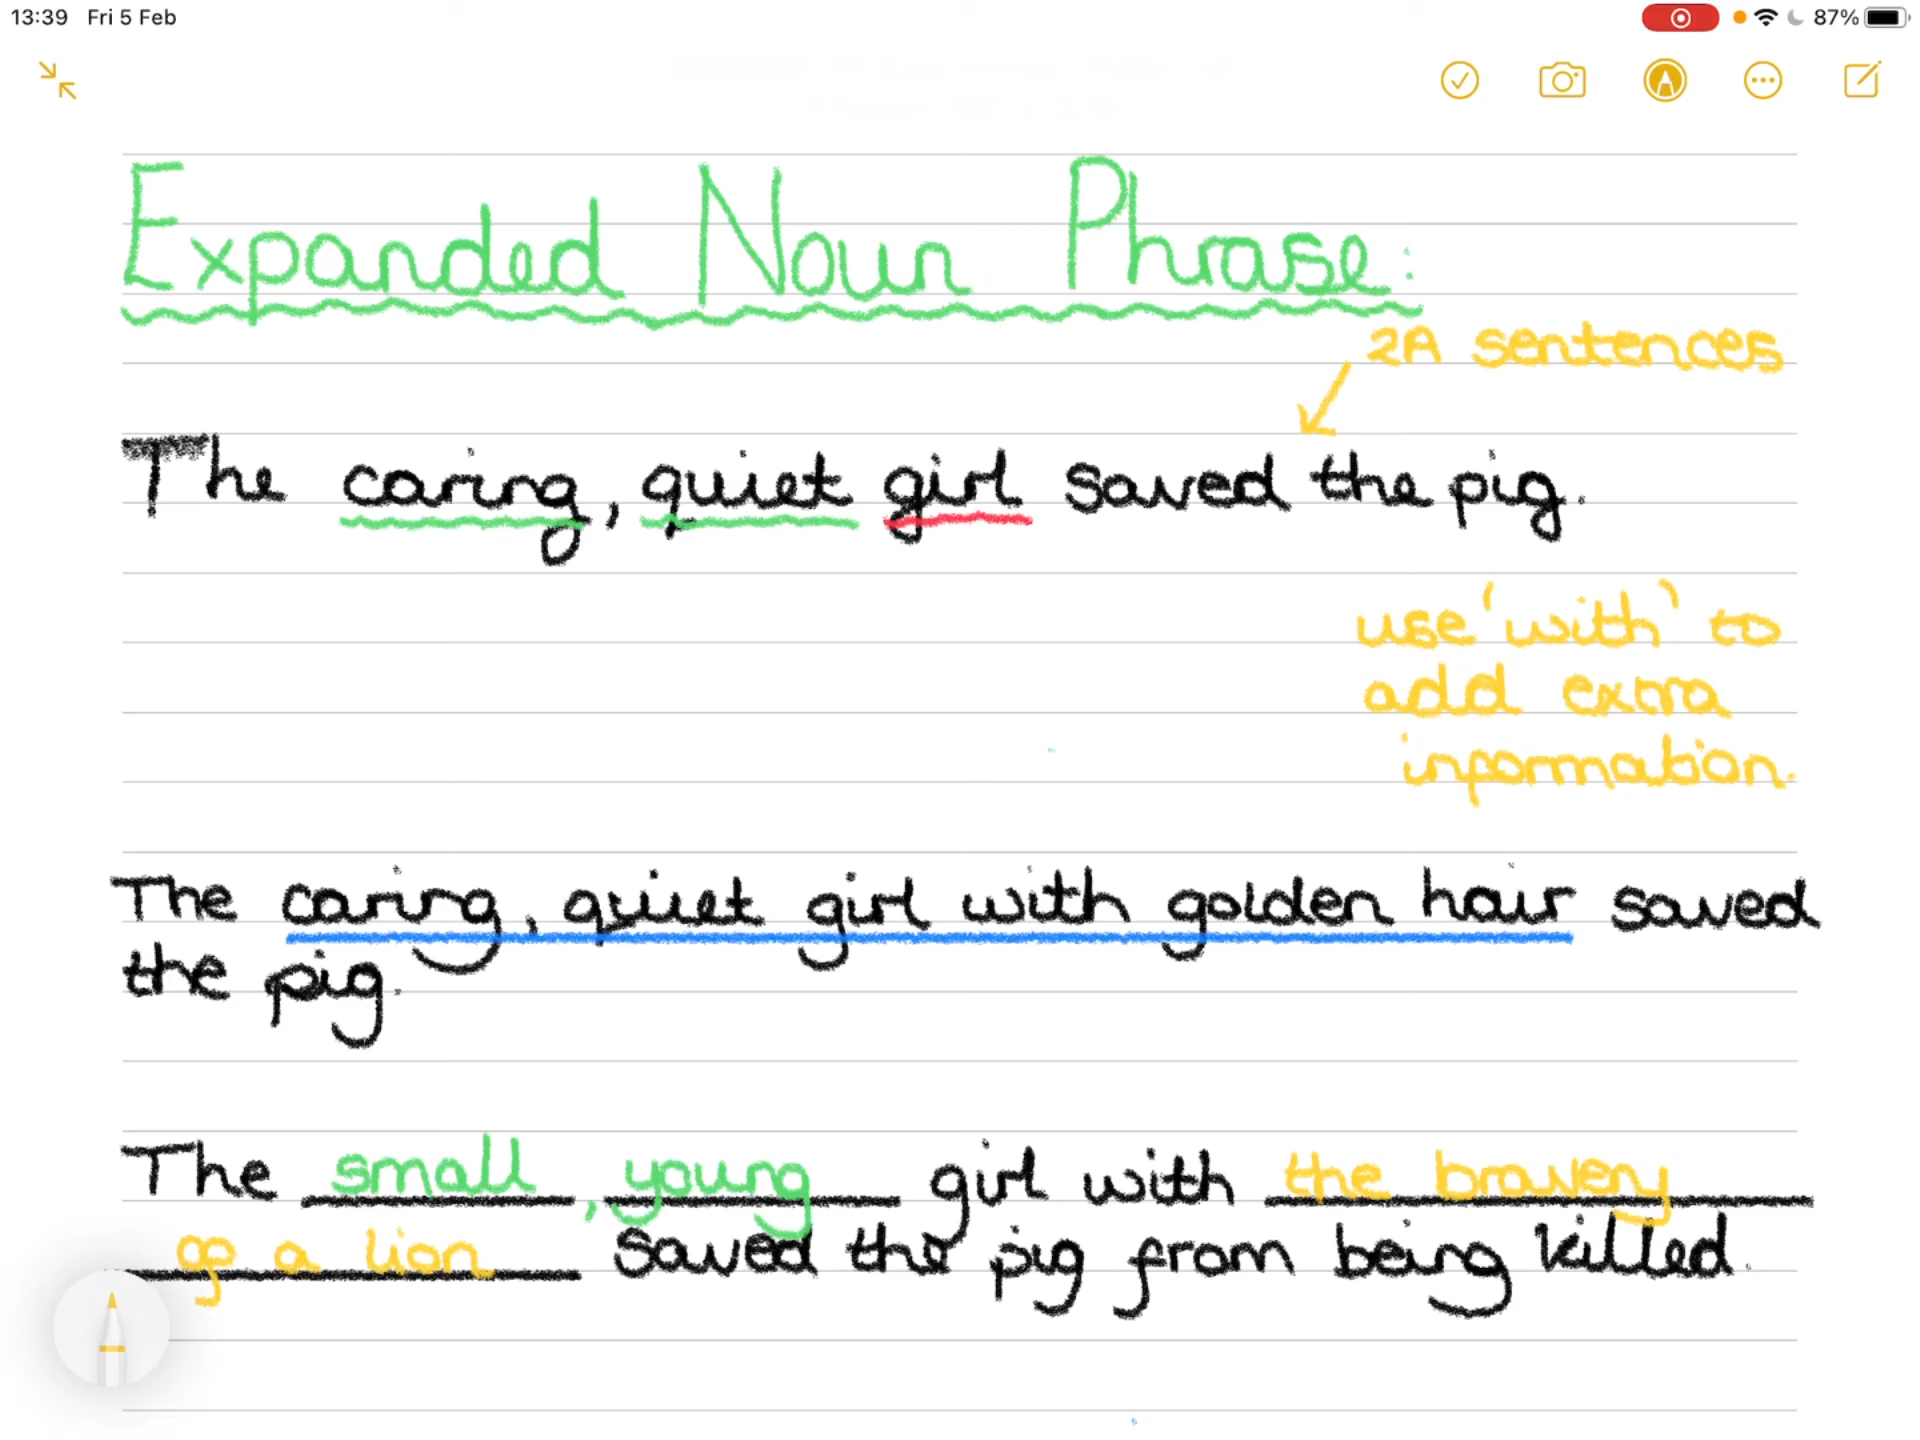 13:39 Fri 5 Feb 87%
Expanded Noun Phrase:
2A sentences
The caring, quiet girl saved the pig.
use 'with' to
add extra
information.
The caring, quiet girl with golden hair saved
the pig.
The small, young girl with the bravery
of a lion saved the pig from being killed.